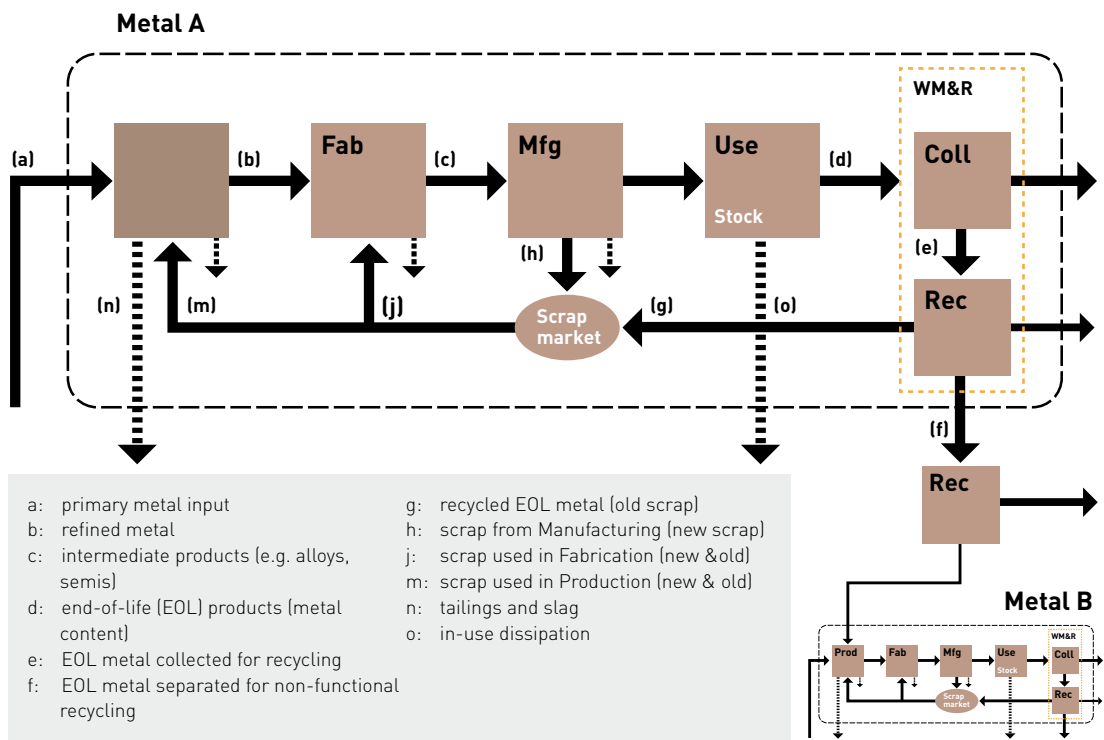 Metal A
WM&R
(a)
(b)
Fab
(c)
Mfg
Use
Stock
(d)
Coll
(h)
(e)
(n)
(m)
(j)
Scrap
market
(g)
(o)
Rec
(f)
Rec
a: primary metal input
b: refined metal
c: intermediate products (e.g. alloys,
semis)
d: end-of-life (EOL) products (metal
content)
e: EOL metal collected for recycling
f: EOL metal separated for non-functional
recycling
g: recycled EOL metal (old scrap)
h: scrap from Manufacturing (new scrap)
j: scrap used in Fabrication (new &old)
m: scrap used in Production (new & old)
n: tailings and slag
o: in-use dissipation
Metal B
WM&R
Prod
Fab
Mfg
Use
Stock
Coll
Scrap
market
Rec